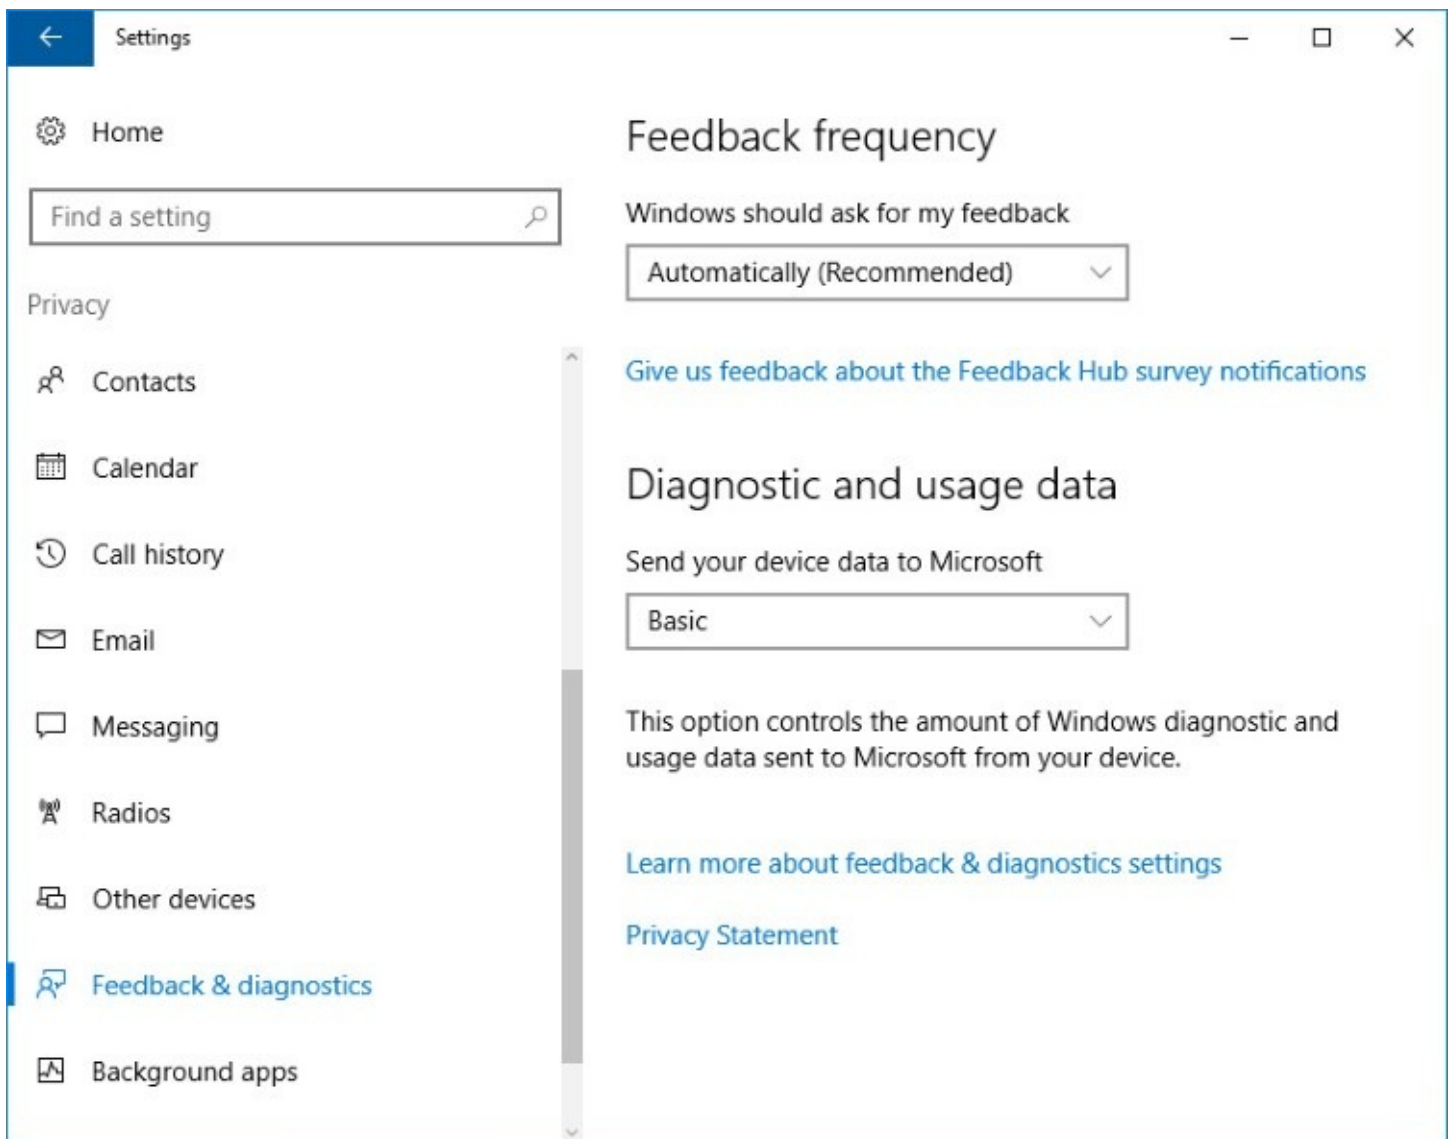 Settings
Home
Find a setting
Privacy
Contacts
Calendar
Call history
Email
Messaging
Radios
Other devices
Feedback & diagnostics
Background apps
Feedback frequency
Windows should ask for my feedback
Automatically (Recommended)
Give us feedback about the Feedback Hub survey notifications
Diagnostic and usage data
Send your device data to Microsoft
Basic
This option controls the amount of Windows diagnostic and
usage data sent to Microsoft from your device.
Learn more about feedback & diagnostics settings
Privacy Statement